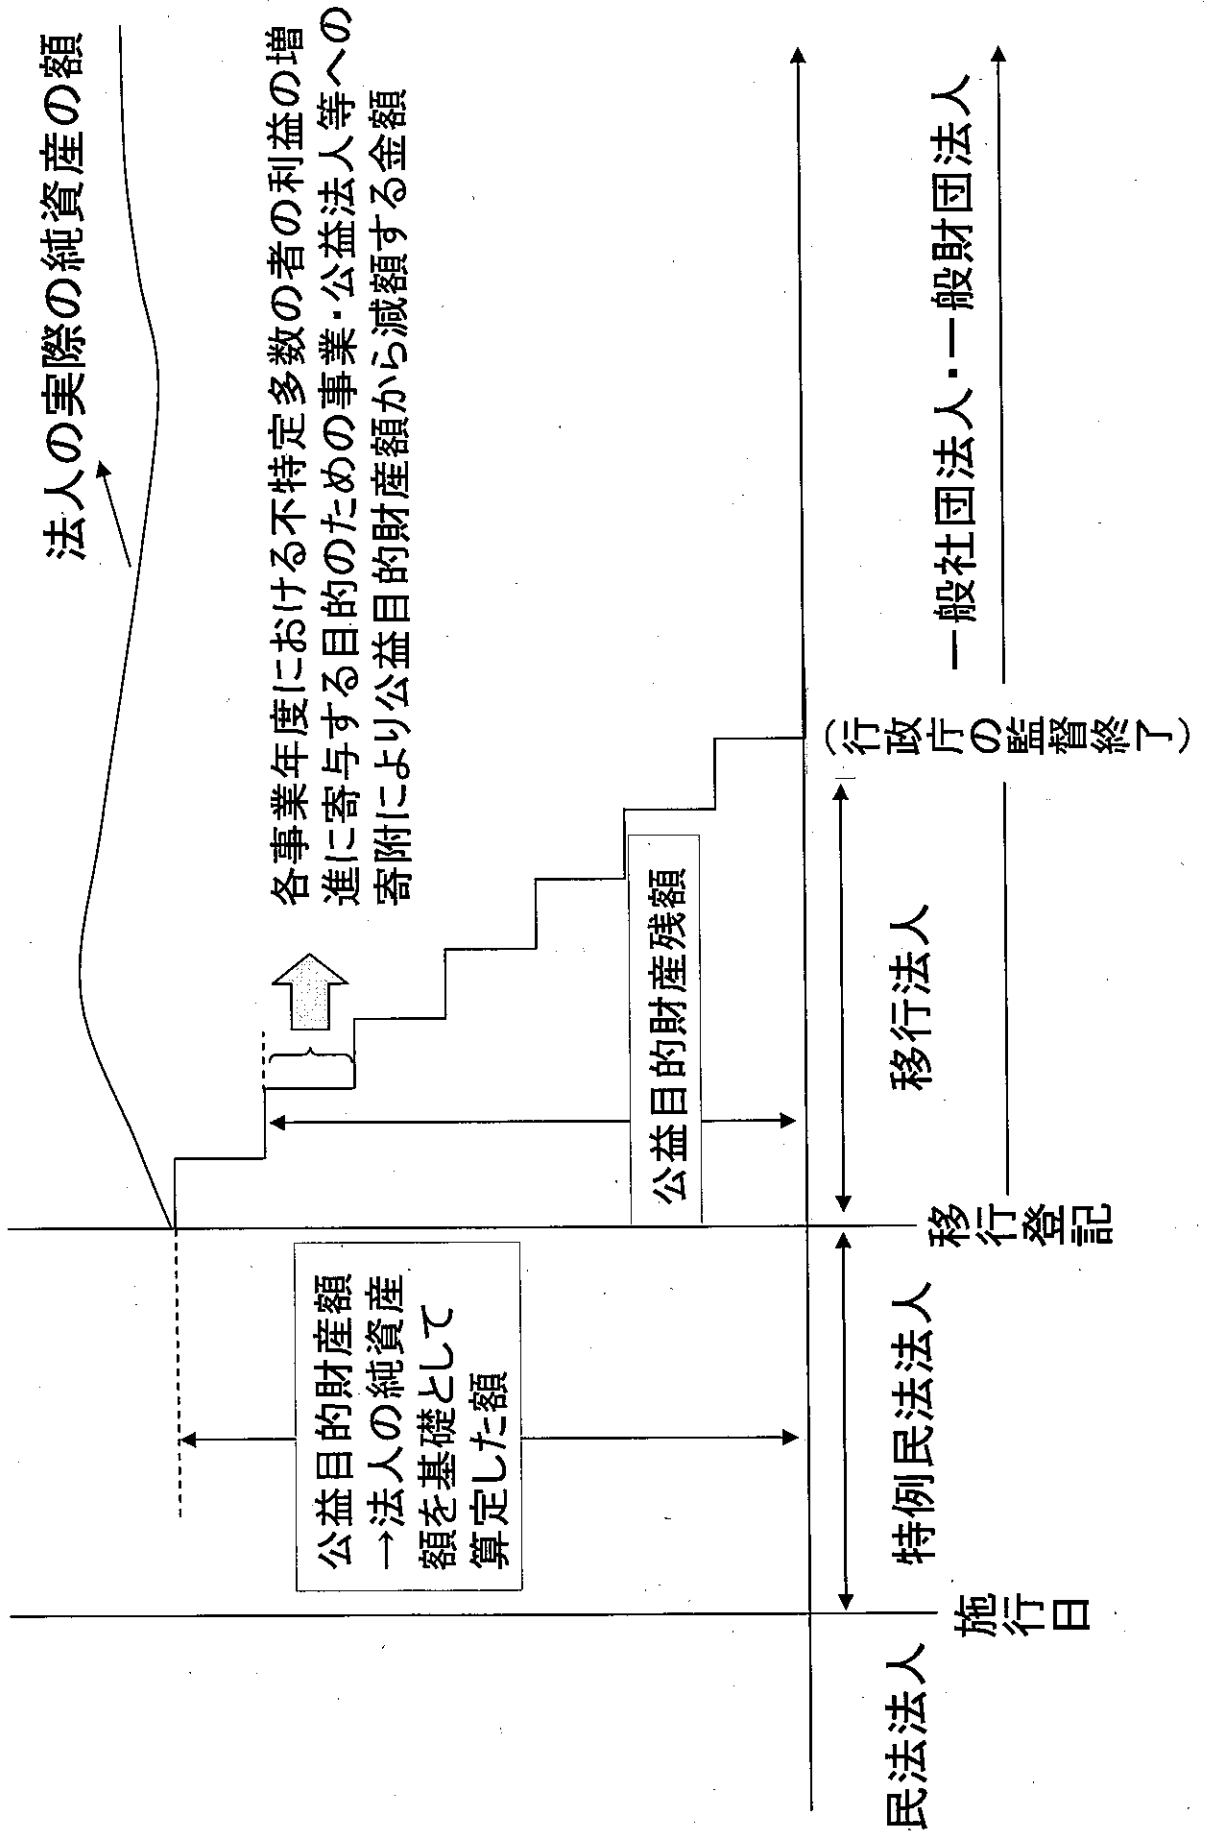 法人の実際の純資産の額
各事業年度における不特定多数の者の利益の増
進に寄与する目的のための事業・公益法人等への
寄附により公益目的財産額から減額する金額
公益目的財産額
→法人の純資産
額を基礎として
算定した額
公益目的財産残額
民法法人
施行日
特例民法法人
移行登記
移行法人
（行政庁の監督終了）
一般社団法人・一般財団法人